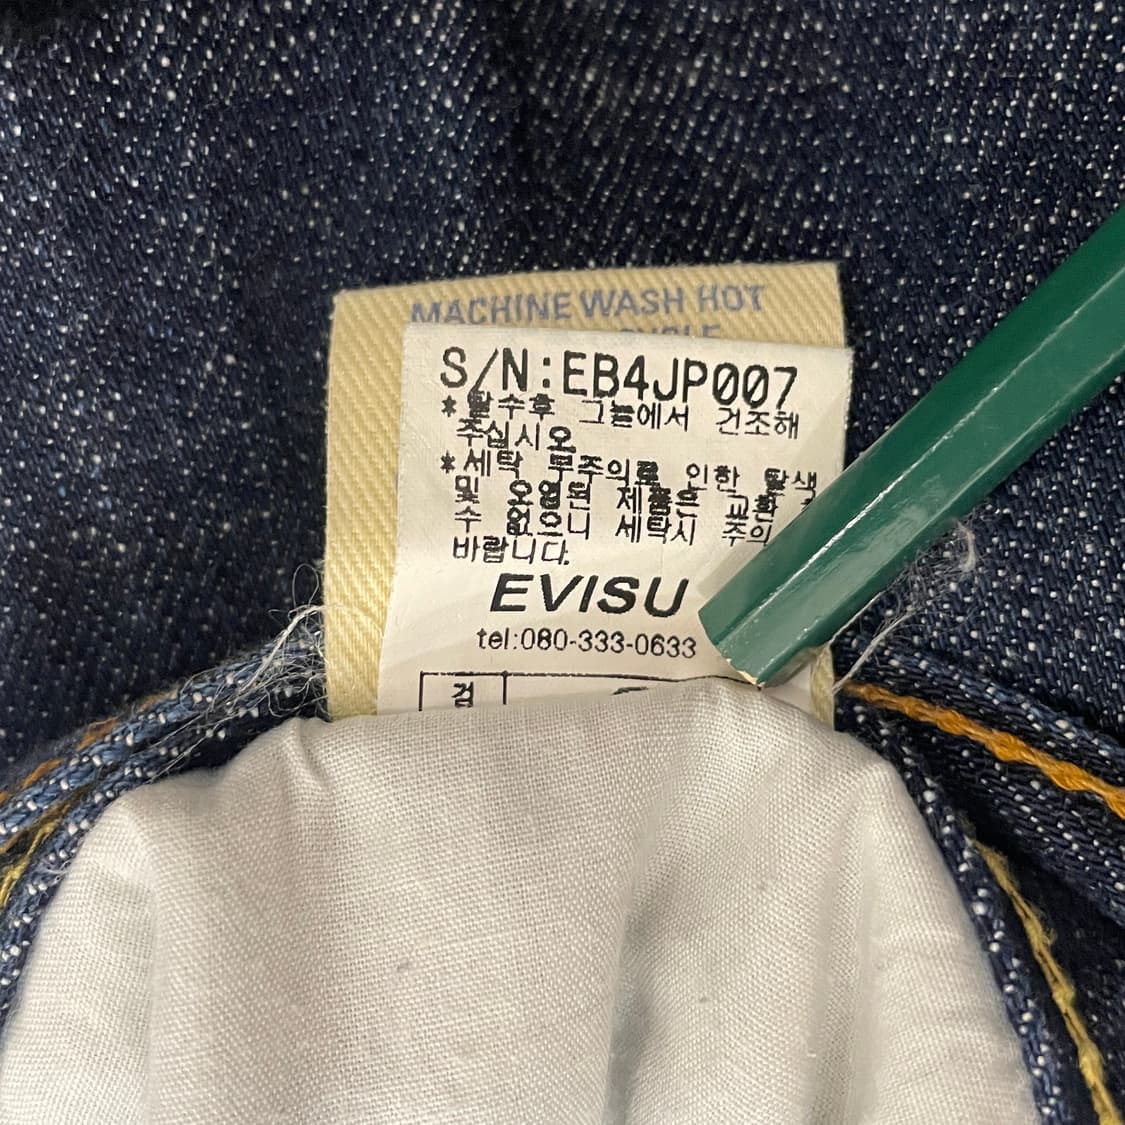 MACHINE WASH HOT
CYCLE
S/N:EB4JP007
*탈수후 그늘에서 건조해
주십시오
*세탁 부주의로 인한 탈색
및 오염된 제품은 교환
수 없으니 세탁시 주의
바랍니다.
EVISU
tel:080-333-0633
검